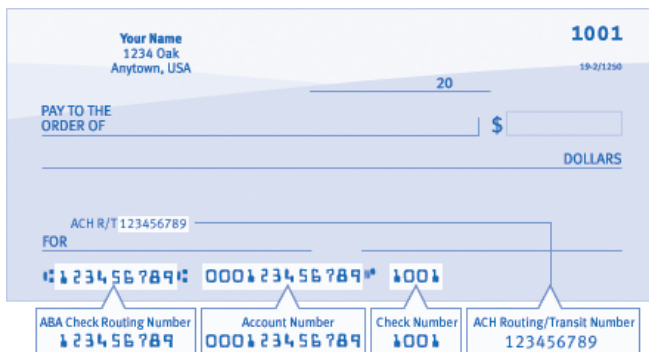 Your Name
1234 Oak
Anytown, USA
1001
19-2/1250
20
PAY TO THE
ORDER OF
$
DOLLARS
ACH R/T 123456789
FOR
⑆123456789⑆ 000123456789⑈ 1001
ABA Check Routing Number
123456789
Account Number
000123456789
Check Number
1001
ACH Routing/Transit Number
123456789